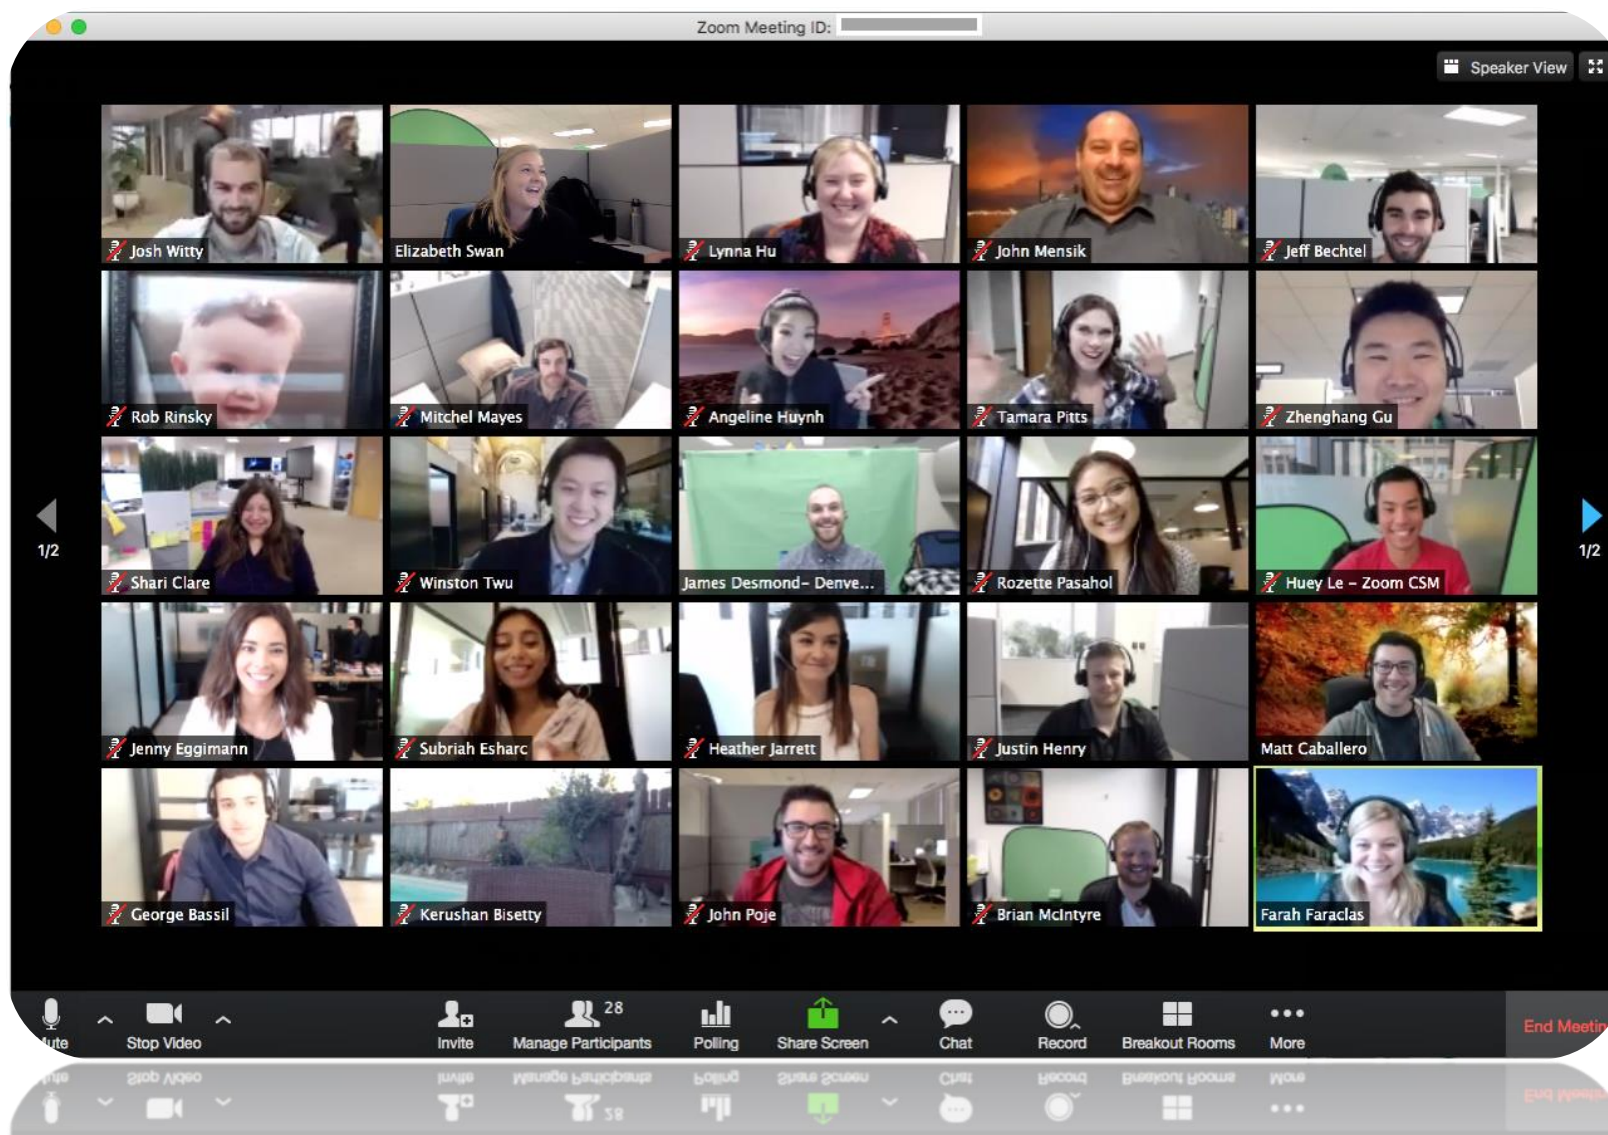 Zoom Meeting ID:
Speaker View
Josh Witty
Elizabeth Swan
Lynna Hu
John Mensik
Jeff Bechtel
Rob Rinsky
Mitchel Mayes
Angeline Huynh
Tamara Pitts
Zhenghang Gu
1/2
1/2
Shari Clare
Winston Twu
James Desmond- Denve...
Rozette Pasahol
Huey Le - Zoom CSM
Jenny Eggimann
Subriah Esharc
Heather Jarrett
Justin Henry
Matt Caballero
George Bassil
Kerushan Bisetty
John Poje
Brian McIntyre
Farah Faraclas
28
ute
Stop Video
Invite
Manage Participants
Polling
Share Screen
Chat
Record
Breakout Rooms
More
End Meetin